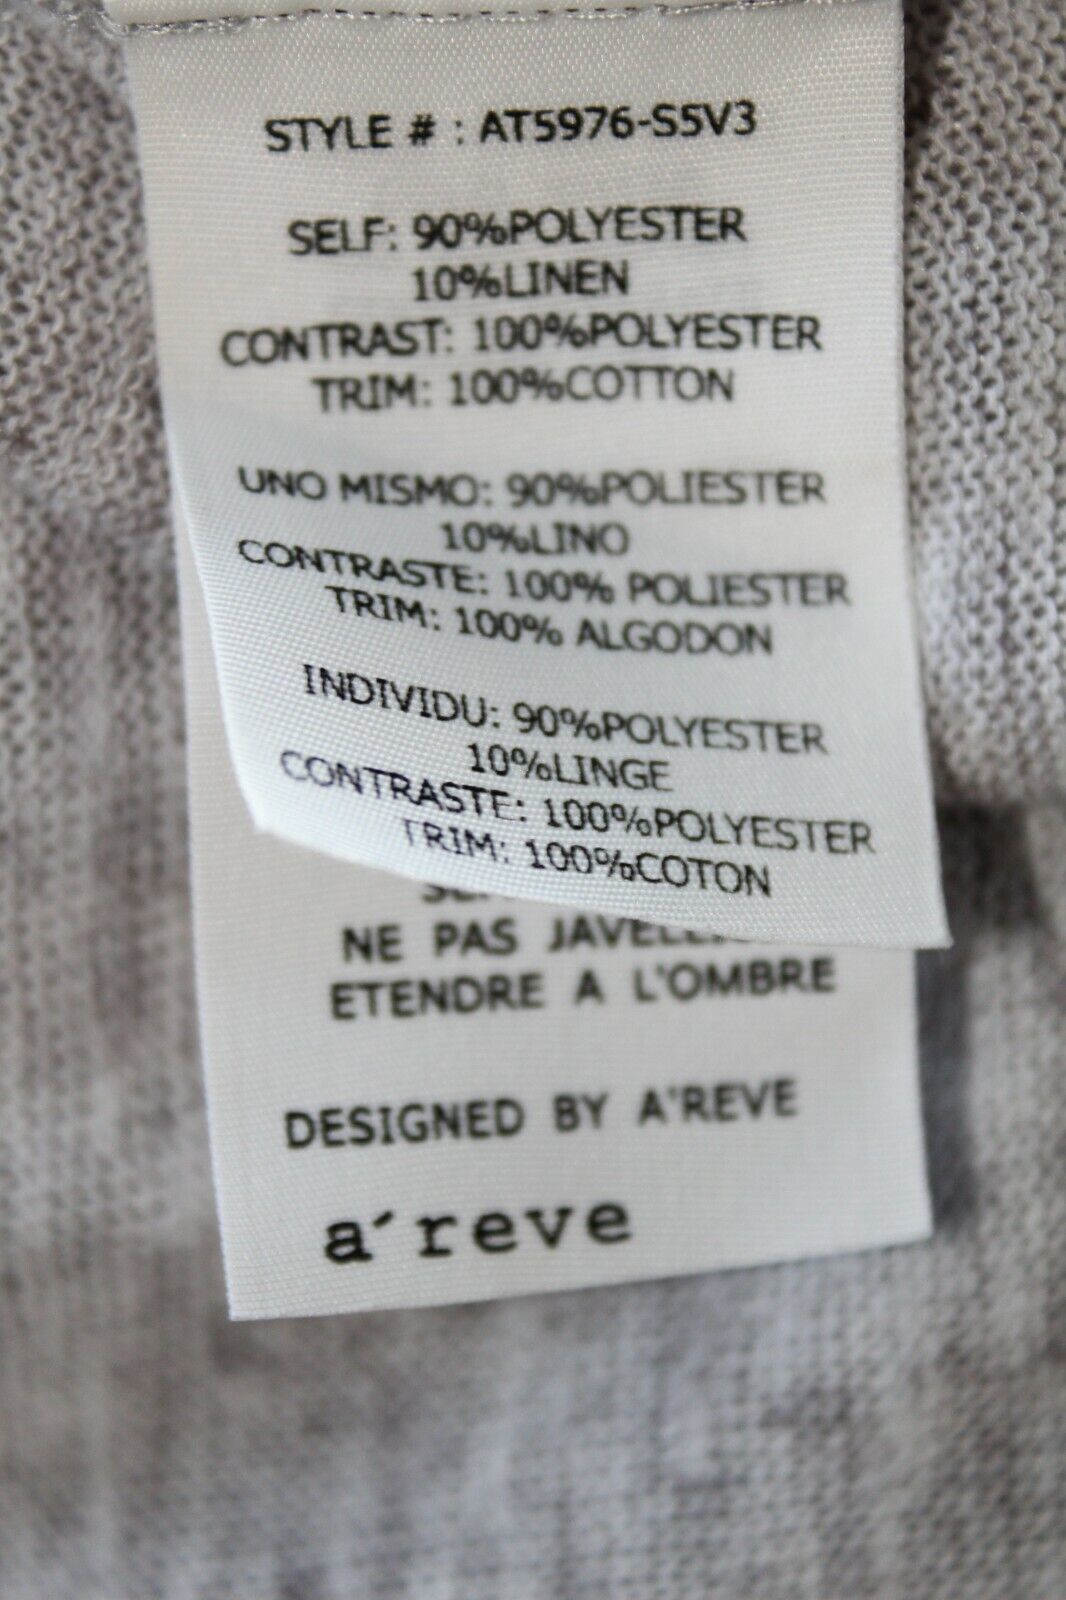 STYLE # : AT5976-S5V3
SELF: 90%POLYESTER
10%LINEN
CONTRAST: 100%POLYESTER
TRIM: 100%COTTON
UNO MISMO: 90%POLIESTER
10%LINO
CONTRASTE: 100% POLIESTER
TRIM: 100% ALGODON
INDIVIDU: 90%POLYESTER
10%LINGE
CONTRASTE: 100%POLYESTER
TRIM: 100%COTON
NE PAS
ETENDRE A L'OMBRE
DESIGNED BY A'REVE
a´reve